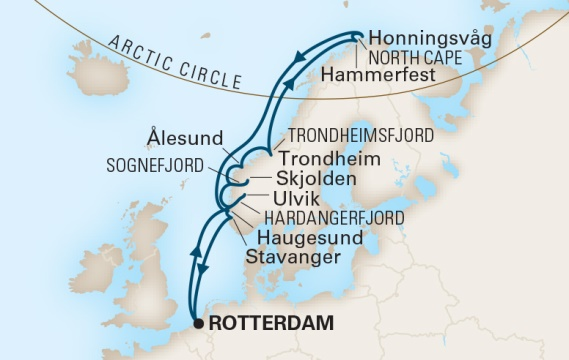 ARCTIC CIRCLE
Honningsvåg
NORTH CAPE
Hammerfest
Ålesund
TRONDHEIMSFJORD
SOGNEFJORD
Trondheim
Skjolden
Ulvik
HARDANGERFJORD
Haugesund
Stavanger
ROTTERDAM